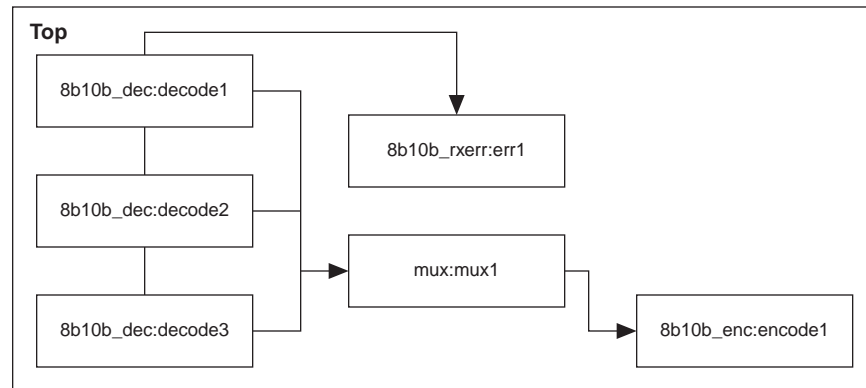 Top
8b10b_dec:decode1
8b10b_rxerr:err1
8b10b_dec:decode2
mux:mux1
8b10b_dec:decode3
8b10b_enc:encode1